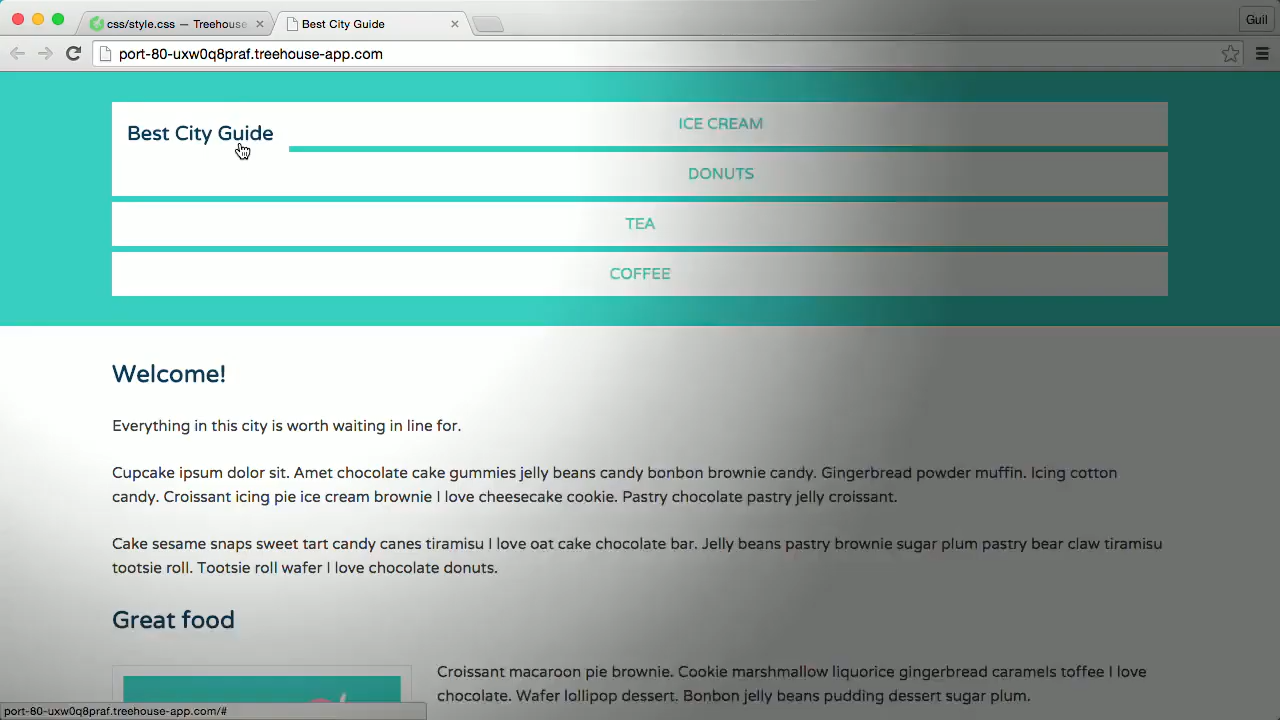 css/style.css — Treehouse
Best City Guide
Guil
port-80-uxw0q8praf.treehouse-app.com
Best City Guide
ICE CREAM
DONUTS
TEA
COFFEE
Welcome!
Everything in this city is worth waiting in line for.
Cupcake ipsum dolor sit. Amet chocolate cake gummies jelly beans candy bonbon brownie candy. Gingerbread powder muffin. Icing cotton
candy. Croissant icing pie ice cream brownie I love cheesecake cookie. Pastry chocolate pastry jelly croissant.
Cake sesame snaps sweet tart candy canes tiramisu I love oat cake chocolate bar. Jelly beans pastry brownie sugar plum pastry bear claw tiramisu
tootsie roll. Tootsie roll wafer I love chocolate donuts.
Great food
Croissant macaroon pie brownie. Cookie marshmallow liquorice gingerbread caramels toffee I love
chocolate. Wafer lollipop dessert. Bonbon jelly beans pudding dessert sugar plum.
port-80-uxw0q8praf.treehouse-app.com/#